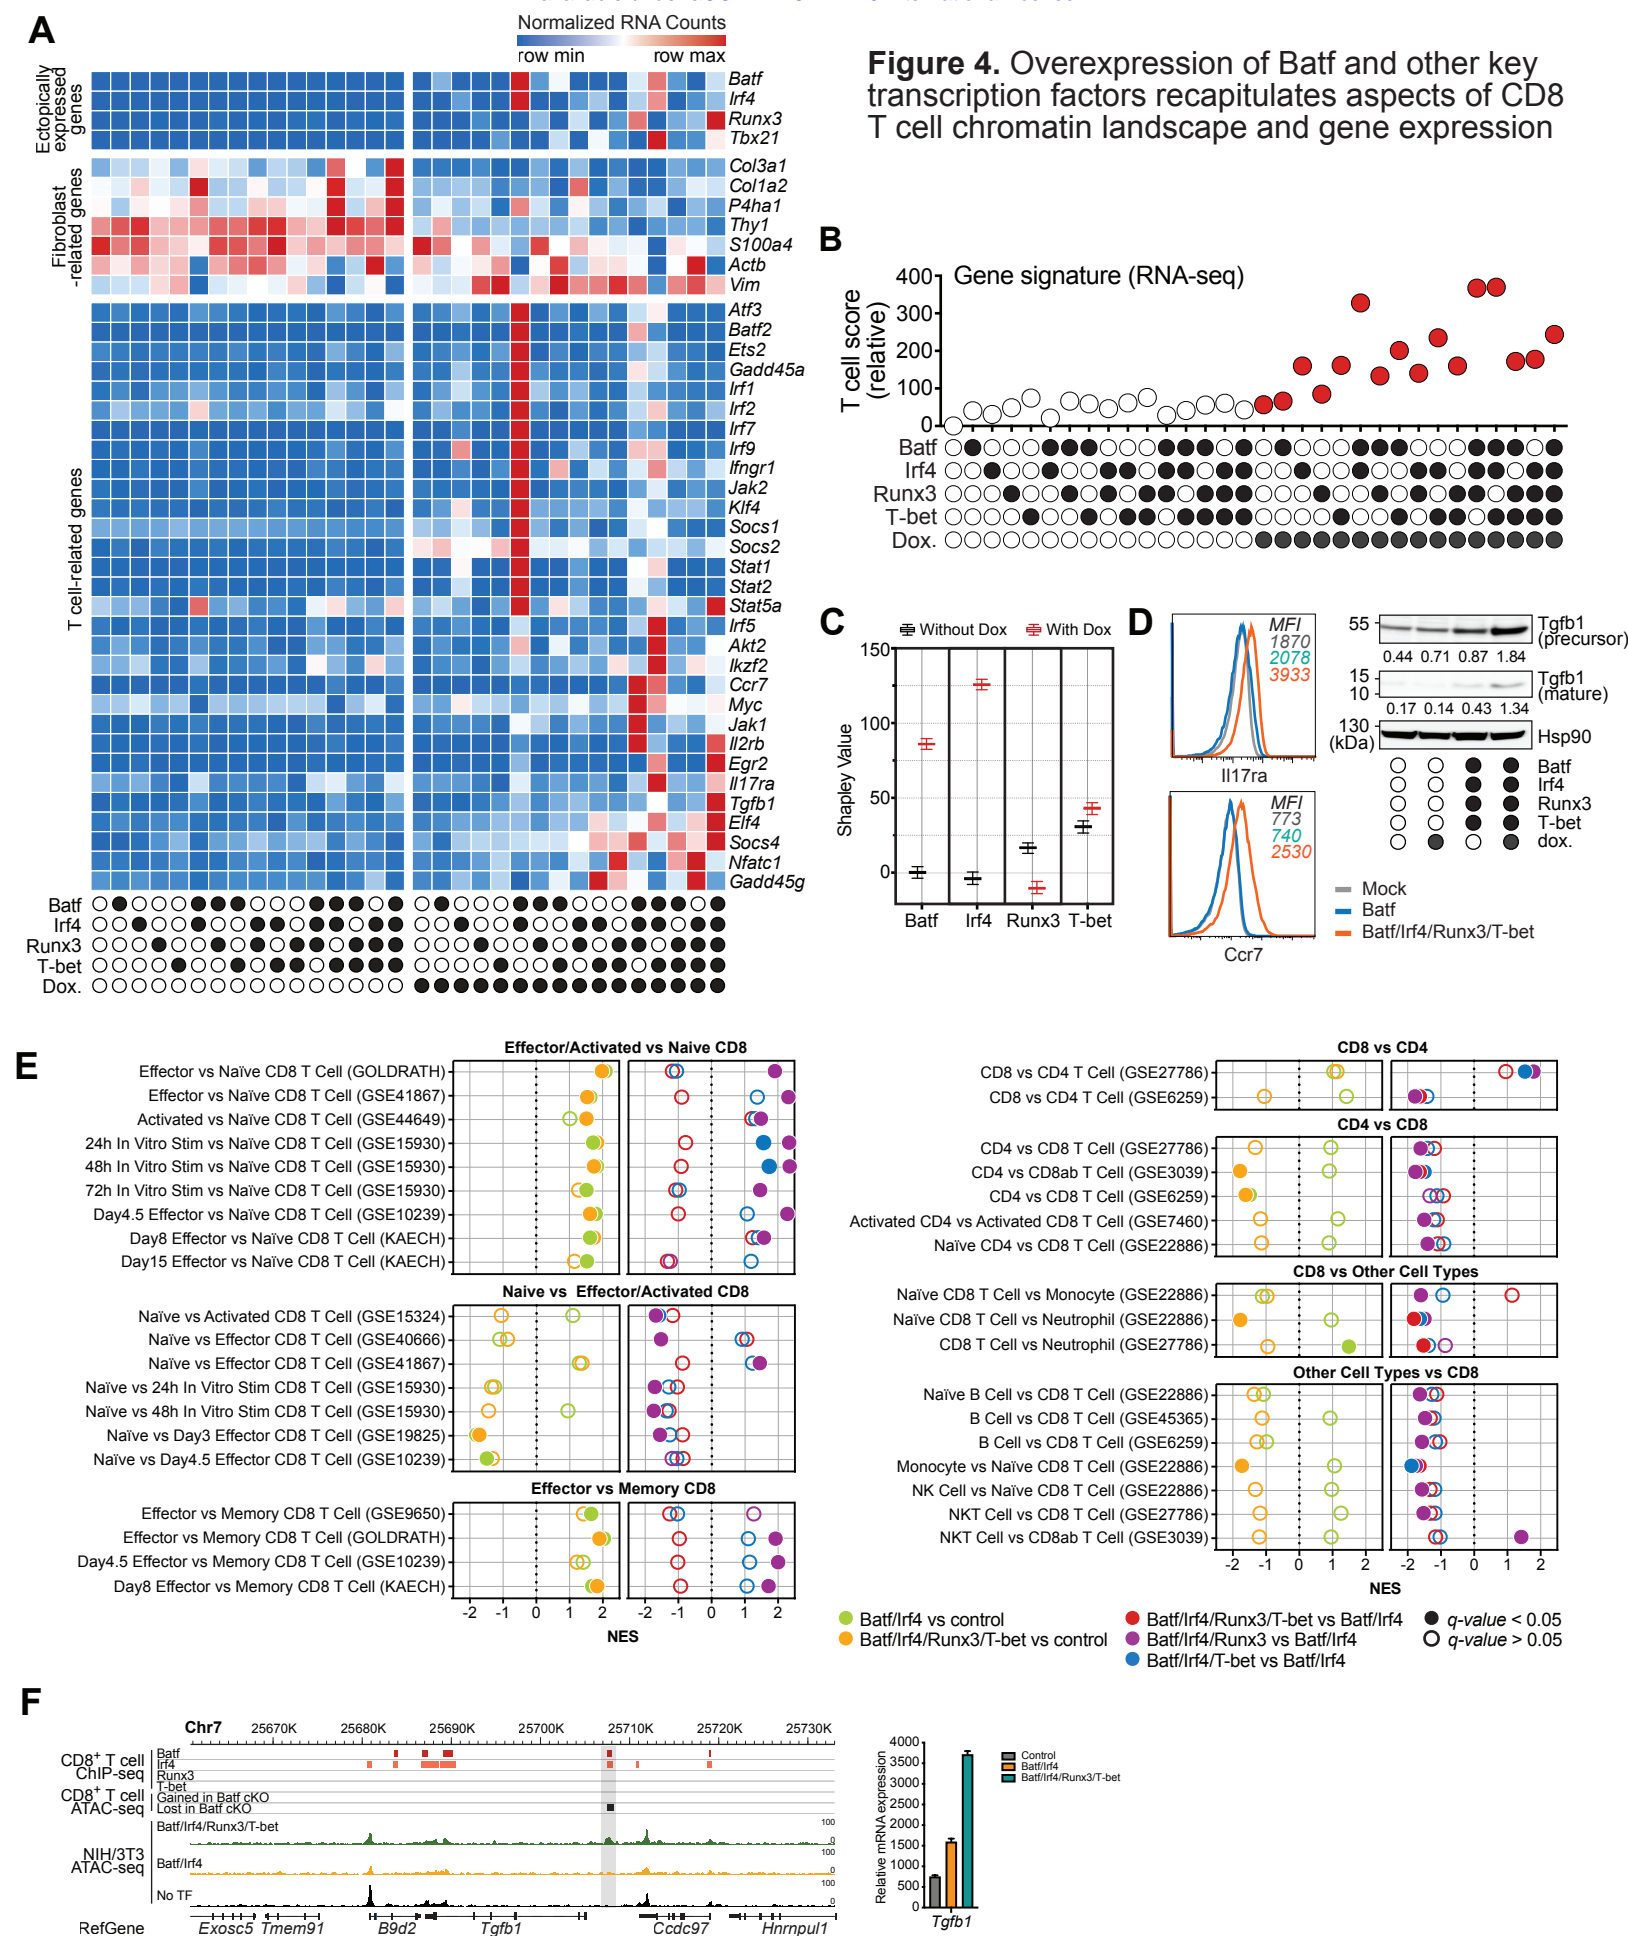 A
Normalized RNA Counts
row min row max
Figure 4. Overexpression of Batf and other key
transcription factors recapitulates aspects of CD8
T cell chromatin landscape and gene expression
Ectopically
expressed
genes
Batf
Irf4
Runx3
Tbx21
Fibroblast
-related genes
Col3a1
Col1a2
P4ha1
Thy1
S100a4
Actb
Vim
T cell-related genes
Atf3
Batf2
Ets2
Gadd45a
Irf1
Irf2
Irf7
Irf9
Ifngr1
Jak2
Klf4
Socs1
Socs2
Stat1
Stat2
Stat5a
Irf5
Akt2
Ikzf2
Ccr7
Myc
Jak1
Il2rb
Egr2
Il17ra
Tgfb1
Elf4
Socs4
Nfatc1
Gadd45g
Batf
Irf4
Runx3
T-bet
Dox.
B
Gene signature (RNA-seq)
T cell score
(relative)
400
300
200
100
0
Batf
Irf4
Runx3
T-bet
Dox.
C
Without Dox With Dox
Shapley Value
150
100
50
0
Batf Irf4 Runx3 T-bet
D
MFI
1870
2078
3933
Il17ra
MFI
773
740
2530
Ccr7
55
Tgfb1
(precursor)
0.44 0.71 0.87 1.84
15
10
Tgfb1
(mature)
0.17 0.14 0.43 1.34
130
(kDa)
Hsp90
Batf
Irf4
Runx3
T-bet
dox.
Mock
Batf
Batf/Irf4/Runx3/T-bet
E
Effector/Activated vs Naive CD8
Effector vs Naïve CD8 T Cell (GOLDRATH)
Effector vs Naïve CD8 T Cell (GSE41867)
Activated vs Naïve CD8 T Cell (GSE44649)
24h In Vitro Stim vs Naïve CD8 T Cell (GSE15930)
48h In Vitro Stim vs Naïve CD8 T Cell (GSE15930)
72h In Vitro Stim vs Naïve CD8 T Cell (GSE15930)
Day4.5 Effector vs Naïve CD8 T Cell (GSE10239)
Day8 Effector vs Naïve CD8 T Cell (KAECH)
Day15 Effector vs Naïve CD8 T Cell (KAECH)
Naive vs Effector/Activated CD8
Naïve vs Activated CD8 T Cell (GSE15324)
Naïve vs Effector CD8 T Cell (GSE40666)
Naïve vs Effector CD8 T Cell (GSE41867)
Naïve vs 24h In Vitro Stim CD8 T Cell (GSE15930)
Naïve vs 48h In Vitro Stim CD8 T Cell (GSE15930)
Naïve vs Day3 Effector CD8 T Cell (GSE19825)
Naïve vs Day4.5 Effector CD8 T Cell (GSE10239)
Effector vs Memory CD8
Effector vs Memory CD8 T Cell (GSE9650)
Effector vs Memory CD8 T Cell (GOLDRATH)
Day4.5 Effector vs Memory CD8 T Cell (GSE10239)
Day8 Effector vs Memory CD8 T Cell (KAECH)
-2 -1 0 1 2 -2 -1 0 1 2
NES
CD8 vs CD4
CD8 vs CD4 T Cell (GSE27786)
CD8 vs CD4 T Cell (GSE6259)
CD4 vs CD8
CD4 vs CD8 T Cell (GSE27786)
CD4 vs CD8ab T Cell (GSE3039)
CD4 vs CD8 T Cell (GSE6259)
Activated CD4 vs Activated CD8 T Cell (GSE7460)
Naïve CD4 vs CD8 T Cell (GSE22886)
CD8 vs Other Cell Types
Naïve CD8 T Cell vs Monocyte (GSE22886)
Naïve CD8 T Cell vs Neutrophil (GSE22886)
CD8 T Cell vs Neutrophil (GSE27786)
Other Cell Types vs CD8
Naïve B Cell vs CD8 T Cell (GSE22886)
B Cell vs CD8 T Cell (GSE45365)
B Cell vs CD8 T Cell (GSE6259)
Monocyte vs Naïve CD8 T Cell (GSE22886)
NK Cell vs Naïve CD8 T Cell (GSE22886)
NKT Cell vs CD8 T Cell (GSE27786)
NKT Cell vs CD8ab T Cell (GSE3039)
-2 -1 0 1 2 -2 -1 0 1 2
NES
Batf/Irf4 vs control
Batf/Irf4/Runx3/T-bet vs control
Batf/Irf4/Runx3/T-bet vs Batf/Irf4
Batf/Irf4/Runx3 vs Batf/Irf4
Batf/Irf4/T-bet vs Batf/Irf4
q-value < 0.05
q-value > 0.05
F
Chr7 25670K 25680K 25690K 25700K 25710K 25720K 25730K
CD8+ T cell
ChIP-seq
Batf
Irf4
Runx3
T-bet
CD8+ T cell
ATAC-seq
Gained in Batf cKO
Lost in Batf cKO
NIH/3T3
ATAC-seq
Batf/Irf4/Runx3/T-bet
100
0
Batf/Irf4
100
0
No TF
100
0
RefGene
Exosc5 Tmem91 B9d2 Tgfb1 Ccdc97 Hnrnpul1
Relative mRNA expression
4000
3500
3000
2500
2000
1500
1000
500
0
Tgfb1
Control
Batf/Irf4
Batf/Irf4/Runx3/T-bet